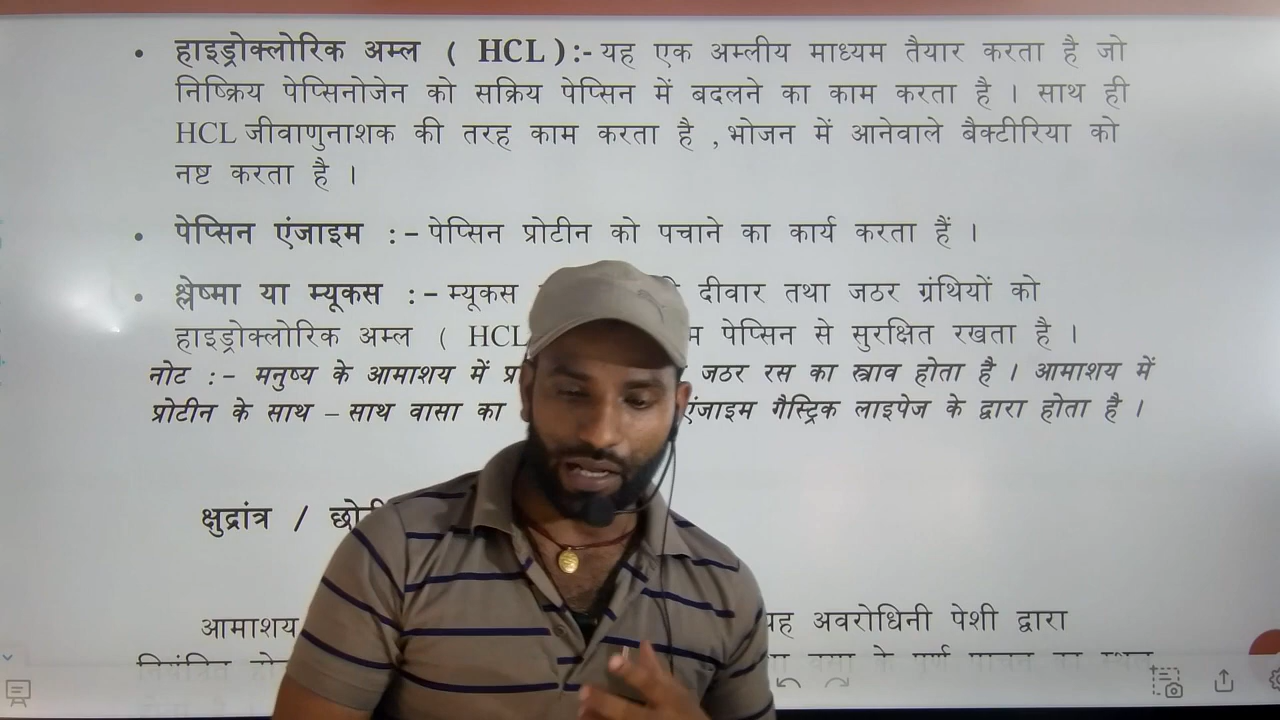 • हाइड्रोक्लोरिक अम्ल ( HCL ):- यह एक अम्लीय माध्यम तैयार करता है जो
निष्क्रिय पेप्सिनोजेन को सक्रिय पेप्सिन में बदलने का काम करता है । साथ ही
HCL जीवाणुनाशक की तरह काम करता है , भोजन में आनेवाले बैक्टीरिया को
नष्ट करता है ।
• पेप्सिन एंजाइम :– पेप्सिन प्रोटीन को पचाने का कार्य करता हैं ।
• श्लेष्मा या म्यूकस :– म्यूकस दीवार तथा जठर ग्रंथियों को
हाइड्रोक्लोरिक अम्ल ( HCL पेप्सिन से सुरक्षित रखता है ।
नोट :– मनुष्य के आमाशय में जठर रस का स्त्राव होता है । आमाशय में
प्रोटीन के साथ – साथ वासा का एंजाइम गैस्ट्रिक लाइपेज के द्वारा होता है ।
क्षुद्रांत्र /
आमाशय अवरोधिनी पेशी द्वारा